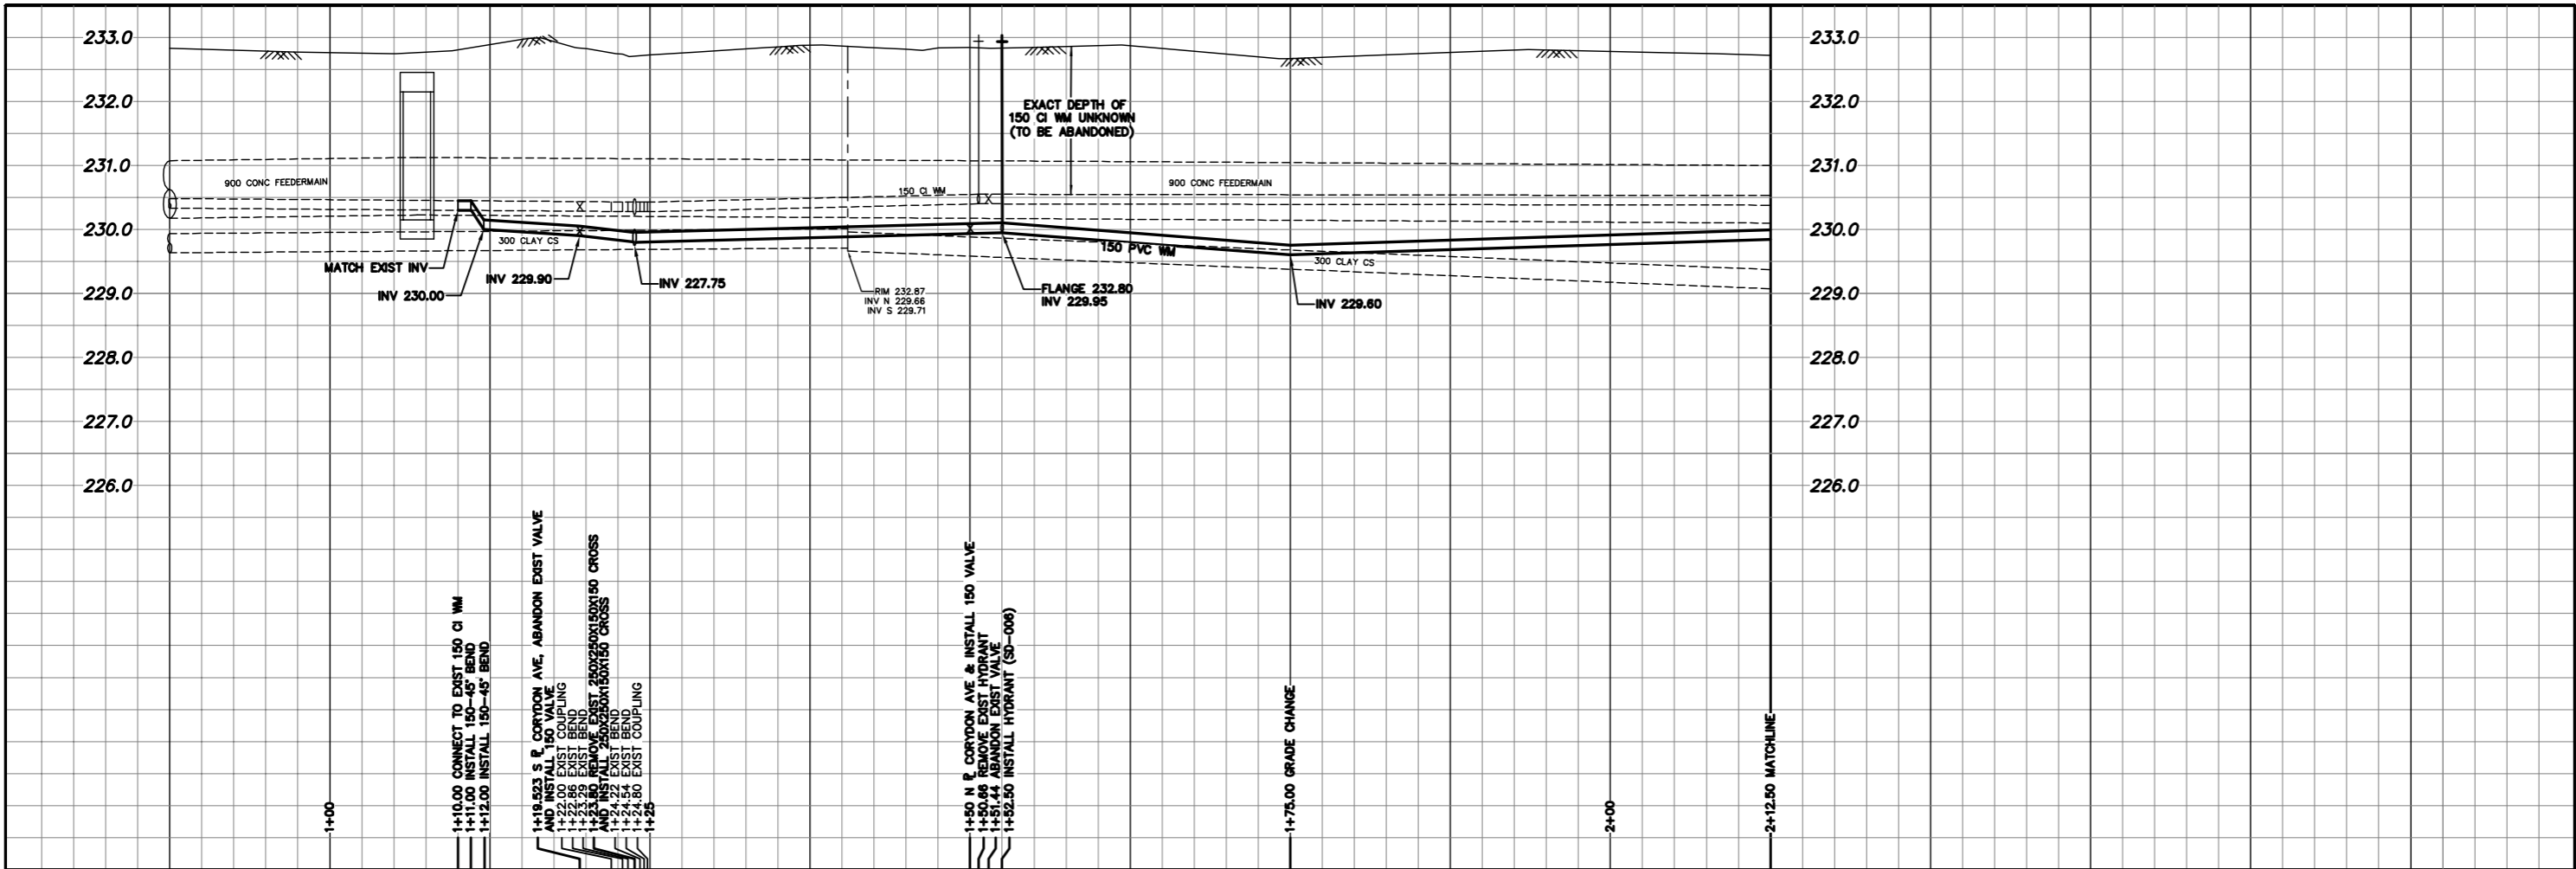 233.0
233.0
232.0
232.0
EXACT DEPTH OF
150 CI WM UNKNOWN
(TO BE ABANDONED)
231.0
231.0
900 CONC FEEDERMAIN
150 CI WM
900 CONC FEEDERMAIN
230.0
230.0
300 CLAY CS
150 PVC WM
300 CLAY CS
MATCH EXIST INV
INV 229.90
INV 227.75
INV 230.00
RIM 232.87
INV N 229.66
INV S 229.71
FLANGE 232.80
INV 229.95
INV 229.60
229.0
229.0
228.0
228.0
227.0
227.0
226.0
226.0
1+00
1+10.00 CONNECT TO EXIST 150 CI WM
1+11.00 INSTALL 150-45° BEND
1+12.00 INSTALL 150-45° BEND
1+19.523 S PL CORYDON AVE, ABANDON EXIST VALVE
AND INSTALL 150 VALVE
1+22.00 EXIST COUPLING
1+22.86 EXIST BEND
1+23.29 EXIST BEND
1+23.80 REMOVE EXIST 250X250X150X150 CROSS
AND INSTALL 250X250X150X150 CROSS
1+24.22 EXIST BEND
1+24.54 EXIST BEND
1+24.80 EXIST COUPLING
1+25
1+50 N PL CORYDON AVE & INSTALL 150 VALVE
1+50.66 REMOVE EXIST HYDRANT
1+51.44 ABANDON EXIST VALVE
1+52.50 INSTALL HYDRANT (SD-006)
1+75.00 GRADE CHANGE
2+00
2+12.50 MATCHLINE